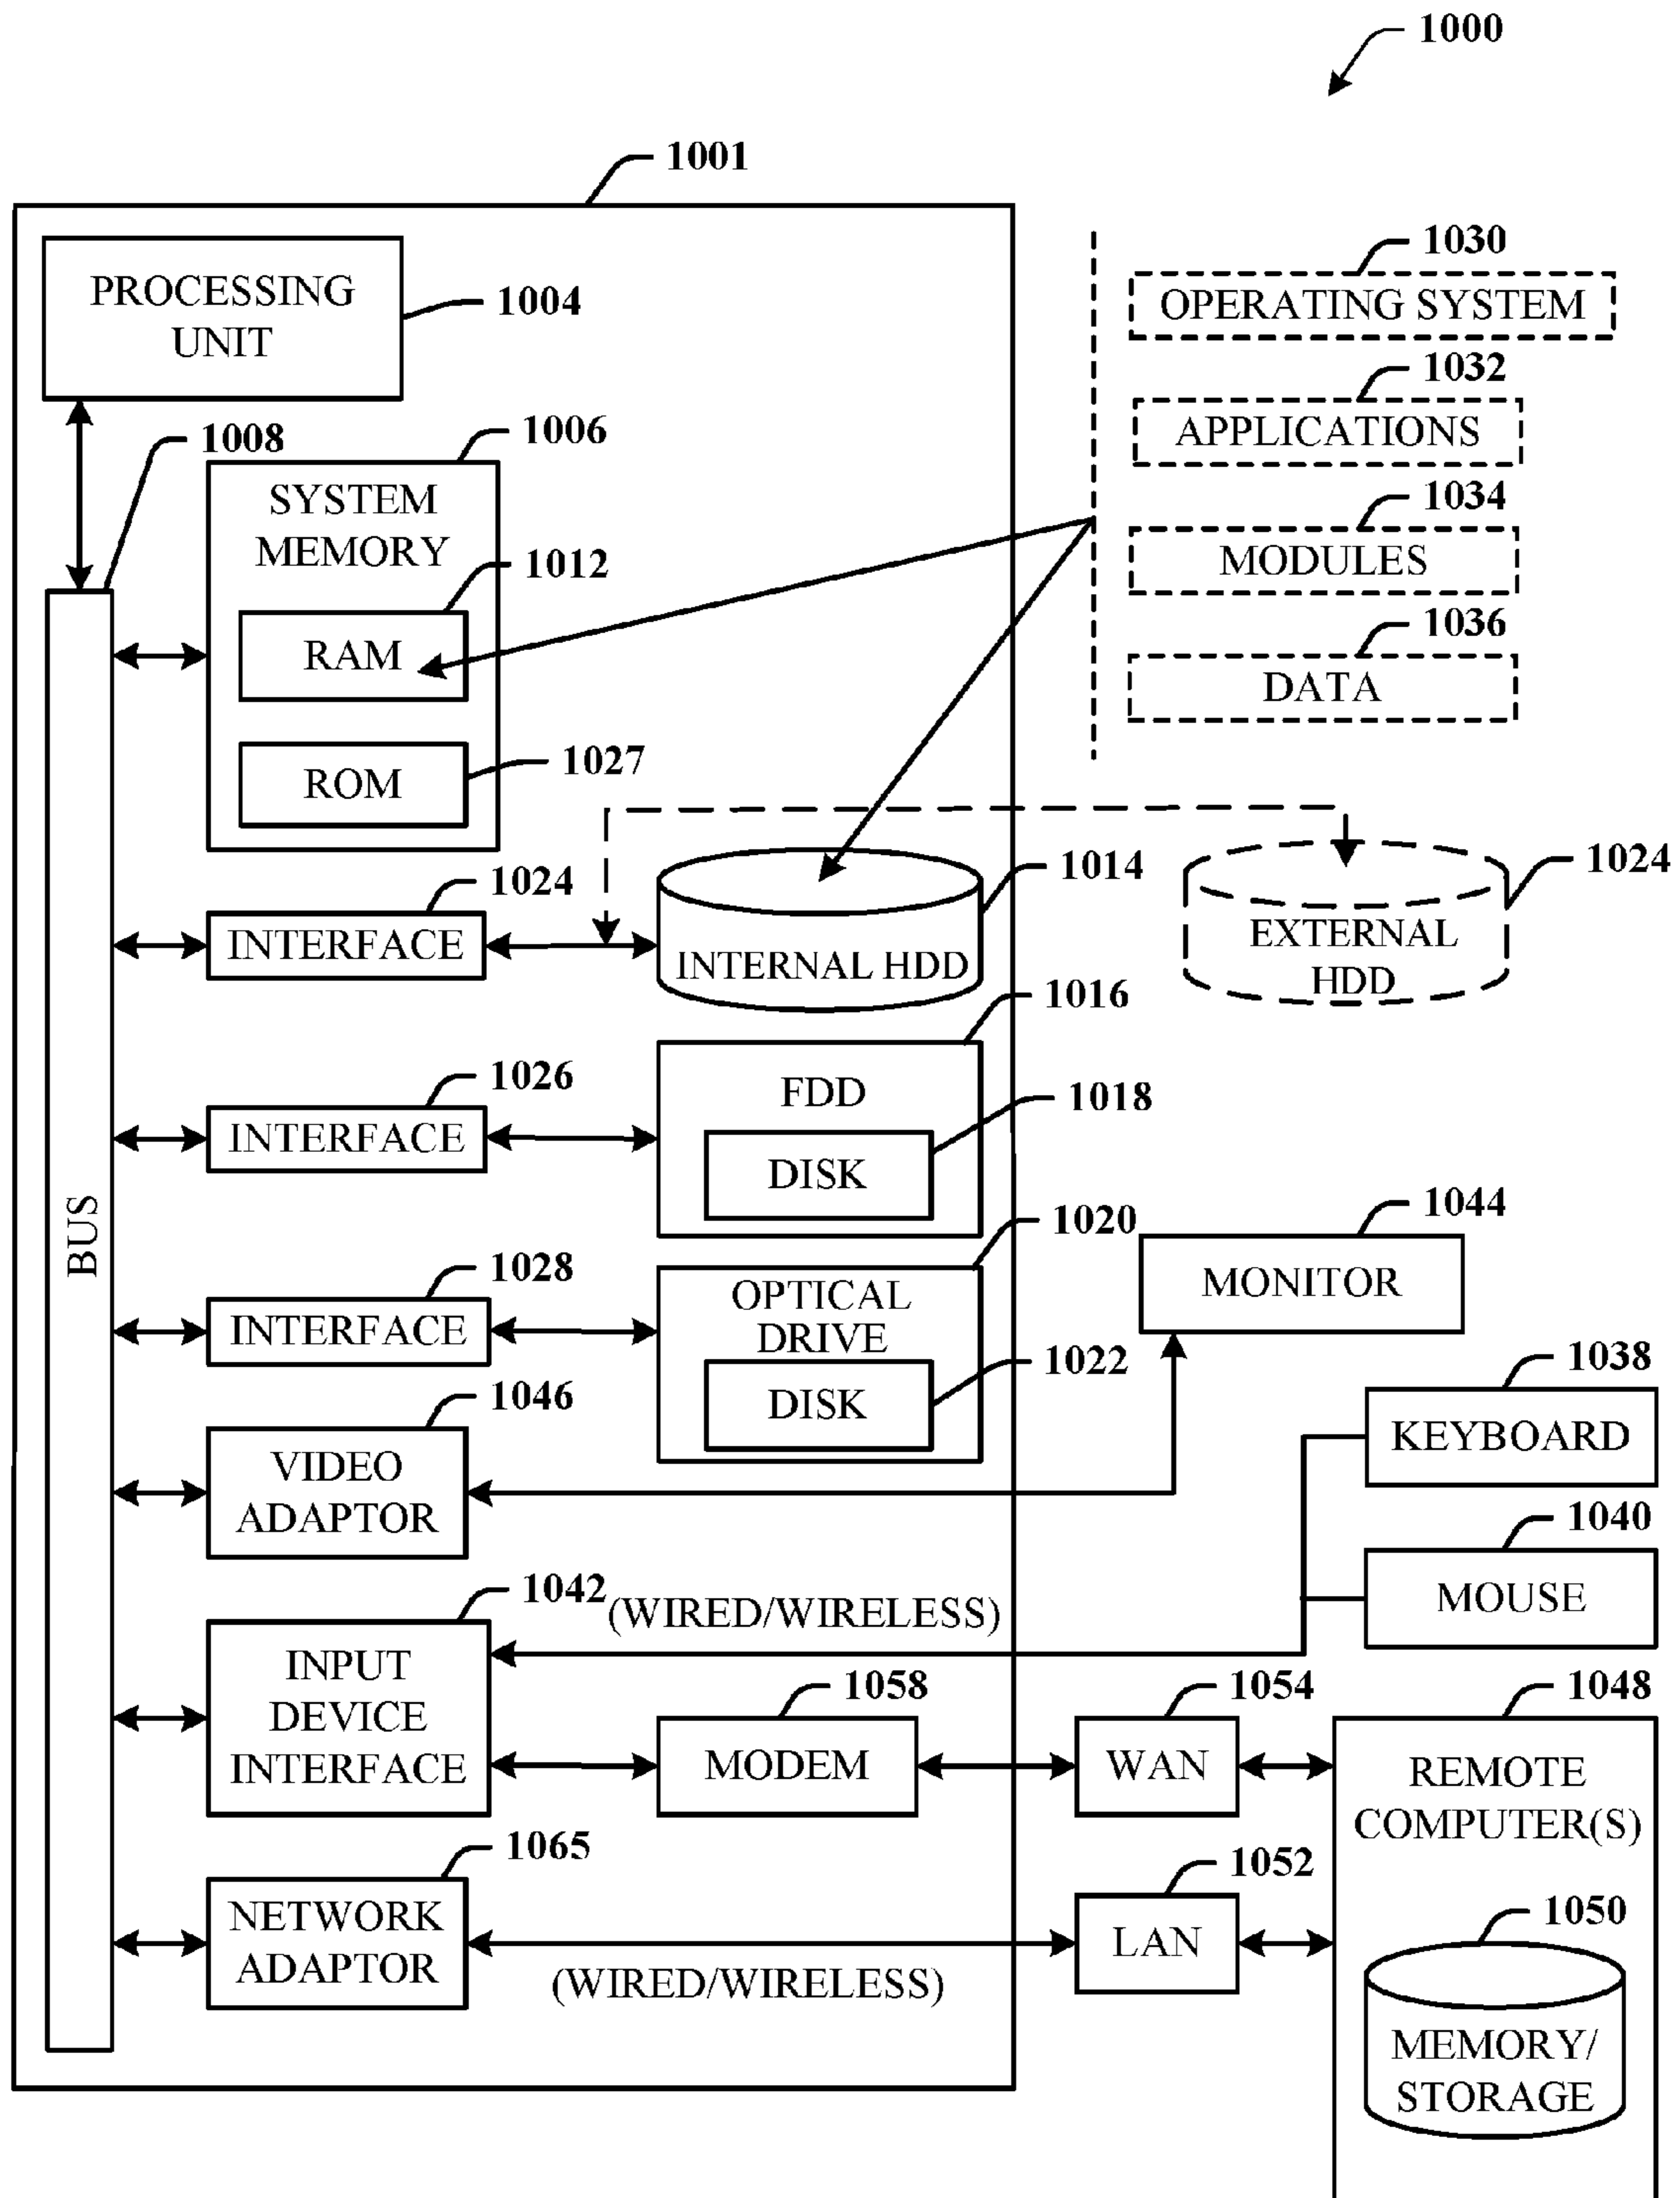 1000
1001
1030
OPERATING SYSTEM
PROCESSING
UNIT
1004
1032
APPLICATIONS
1008
1006
SYSTEM
MEMORY
1034
MODULES
1012
RAM
1036
DATA
1027
ROM
1024
INTERFACE
1014
INTERNAL HDD
1024
EXTERNAL
HDD
1016
FDD
1026
INTERFACE
1018
DISK
BUS
1020
OPTICAL
DRIVE
1044
MONITOR
1028
INTERFACE
1022
DISK
1038
KEYBOARD
1046
VIDEO
ADAPTOR
1040
MOUSE
1042
(WIRED/WIRELESS)
INPUT
DEVICE
INTERFACE
1058
MODEM
1054
WAN
1048
REMOTE
COMPUTER(S)
1065
NETWORK
ADAPTOR
(WIRED/WIRELESS)
1052
LAN
1050
MEMORY/
STORAGE